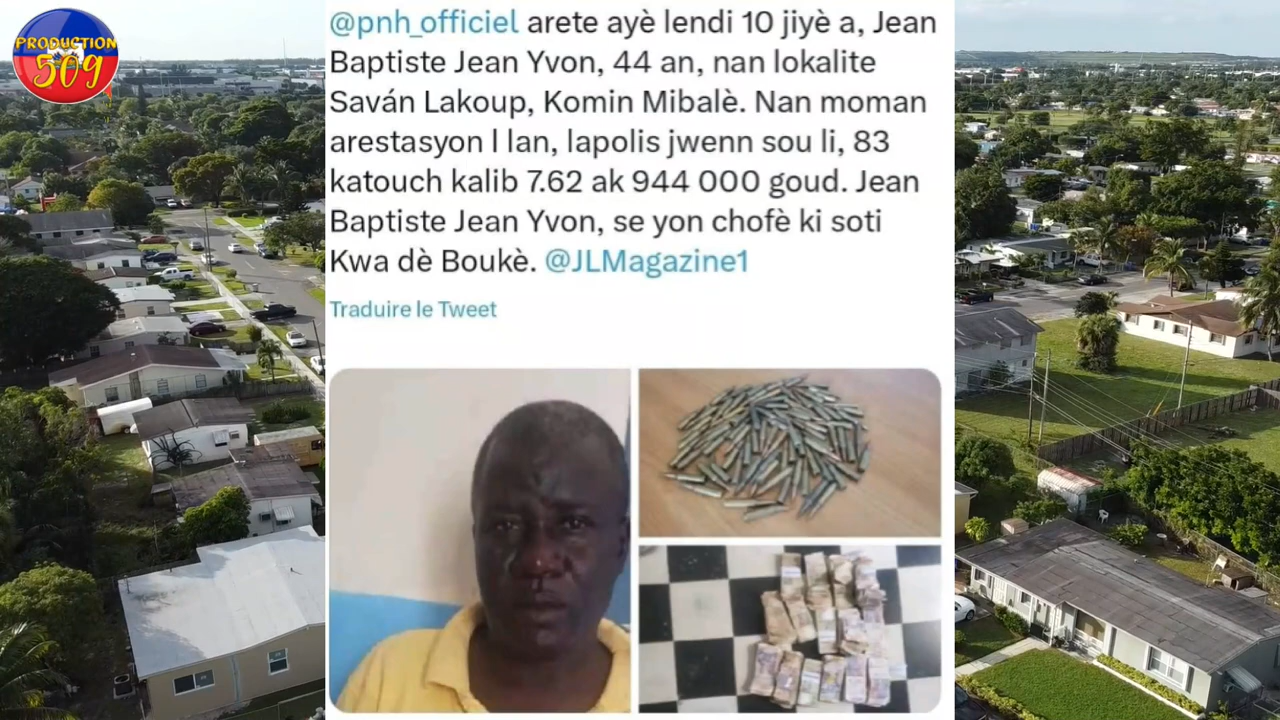 PRODUCTION
509
@pnh_officiel arete ayè lendi 10 jiyè a, Jean
Baptiste Jean Yvon, 44 an, nan lokalite
Saván Lakoup, Komin Mibalè. Nan moman
arestasyon l lan, lapolis jwenn sou li, 83
katouch kalib 7.62 ak 944 000 goud. Jean
Baptiste Jean Yvon, se yon chofè ki soti
Kwa dè Boukè. @JLMagazine1
Traduire le Tweet